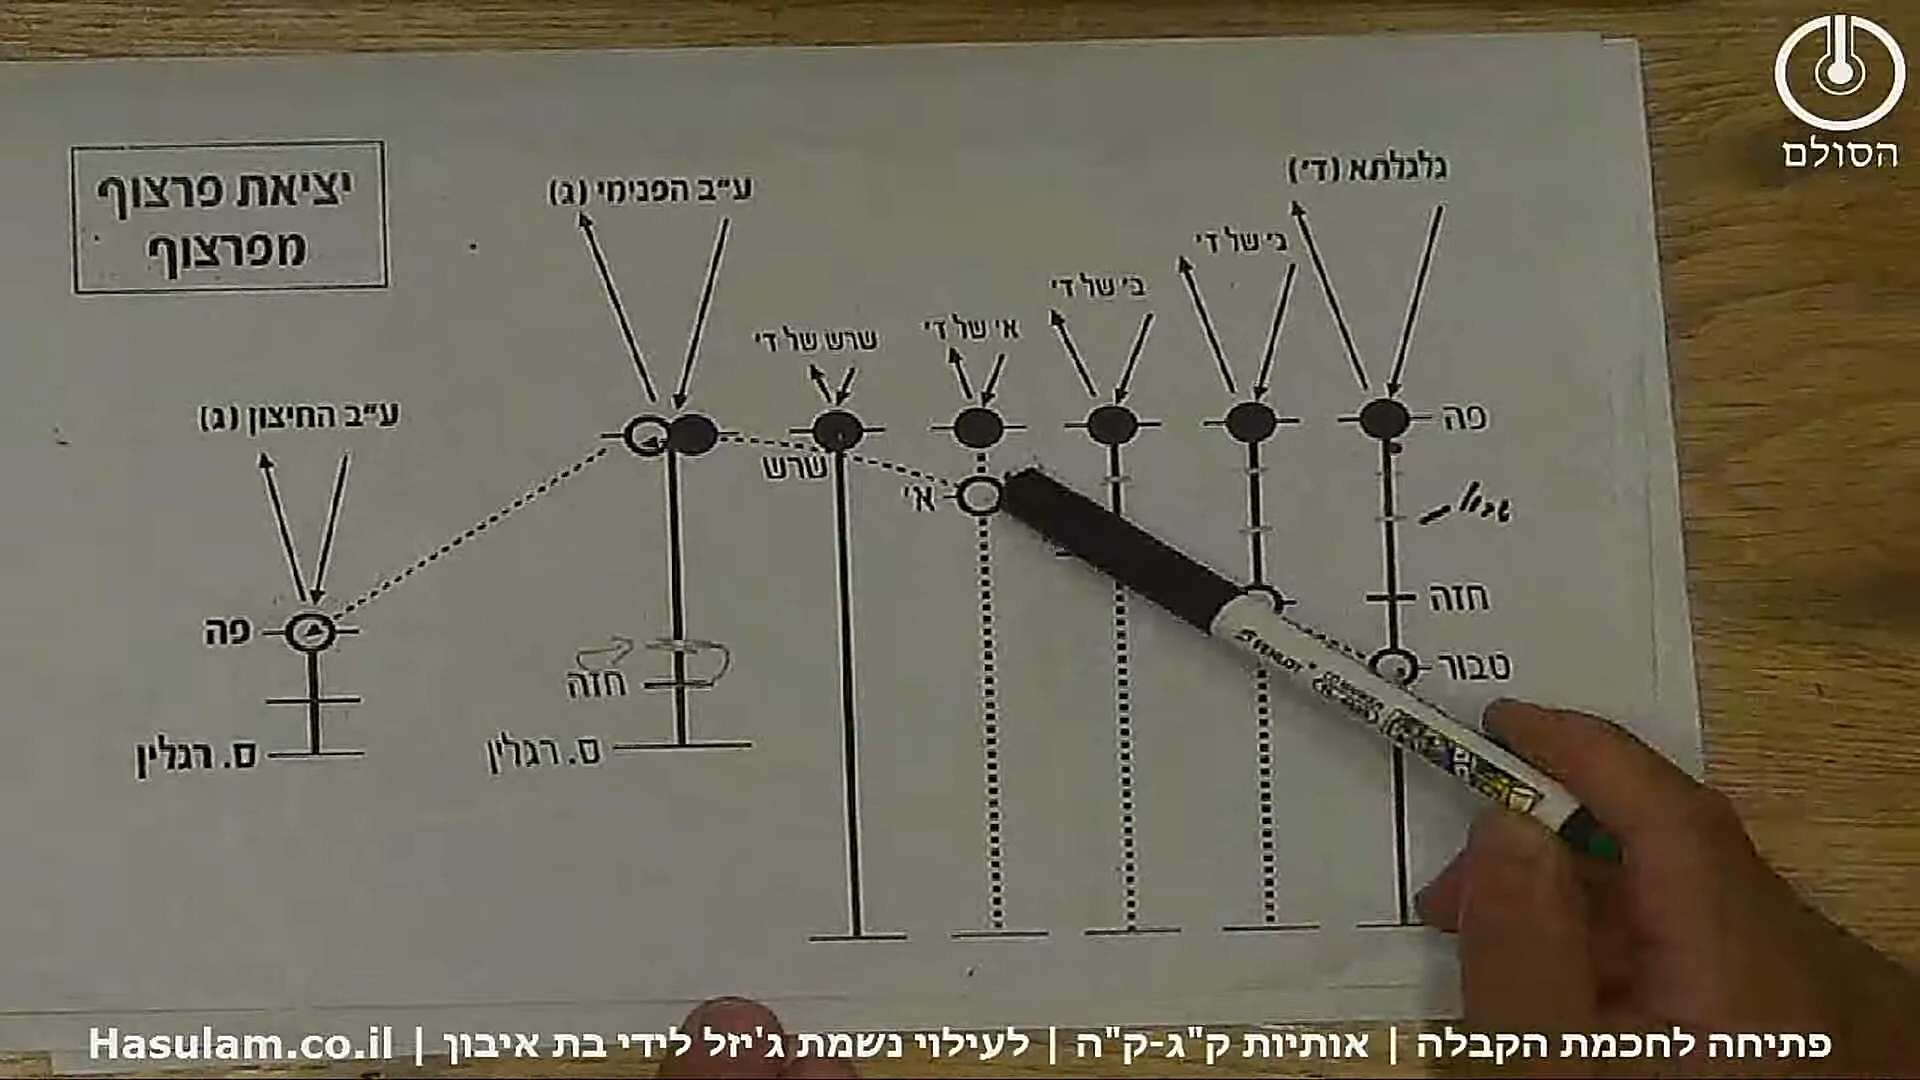 הסולם
יציאת פרצוף
מפרצוף
גלגלתא (ד׳)
ג׳ של ד׳
ב׳ של ד׳
א׳ של ד׳
שרש של ד׳
ע״ב הפנימי (ג)
ע״ב החיצון (ג)
פה
חזה
טבור
א׳
שרש
חזה
ס. רגלין
פה
ס. רגלין
פתיחה לחכמת הקבלה | אותיות ק"ג-ק"ה | לעילוי נשמת ג'יזל לידי בת איבון | Hasulam.co.il